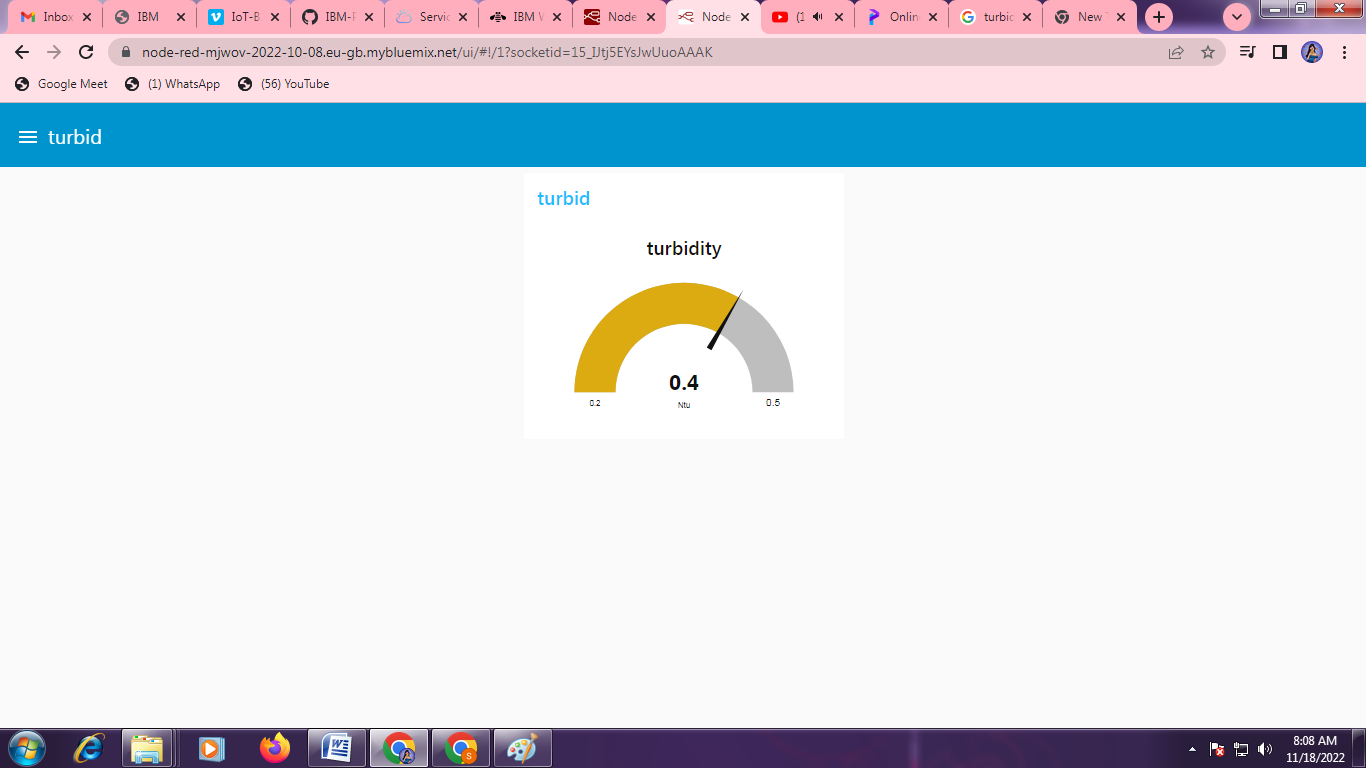 Inbox
IBM
IoT-B
IBM-P
Servic
IBM W
Node
Node
(1
Onlin
turbid
New T
node-red-mjwov-2022-10-08.eu-gb.mybluemix.net/ui/#!/1?socketid=15_IJtj5EYsJwUuoAAAK
Google Meet
(1) WhatsApp
(56) YouTube
turbid
turbid
turbidity
0.4
0.2
Ntu
0.5
8:08 AM
11/18/2022